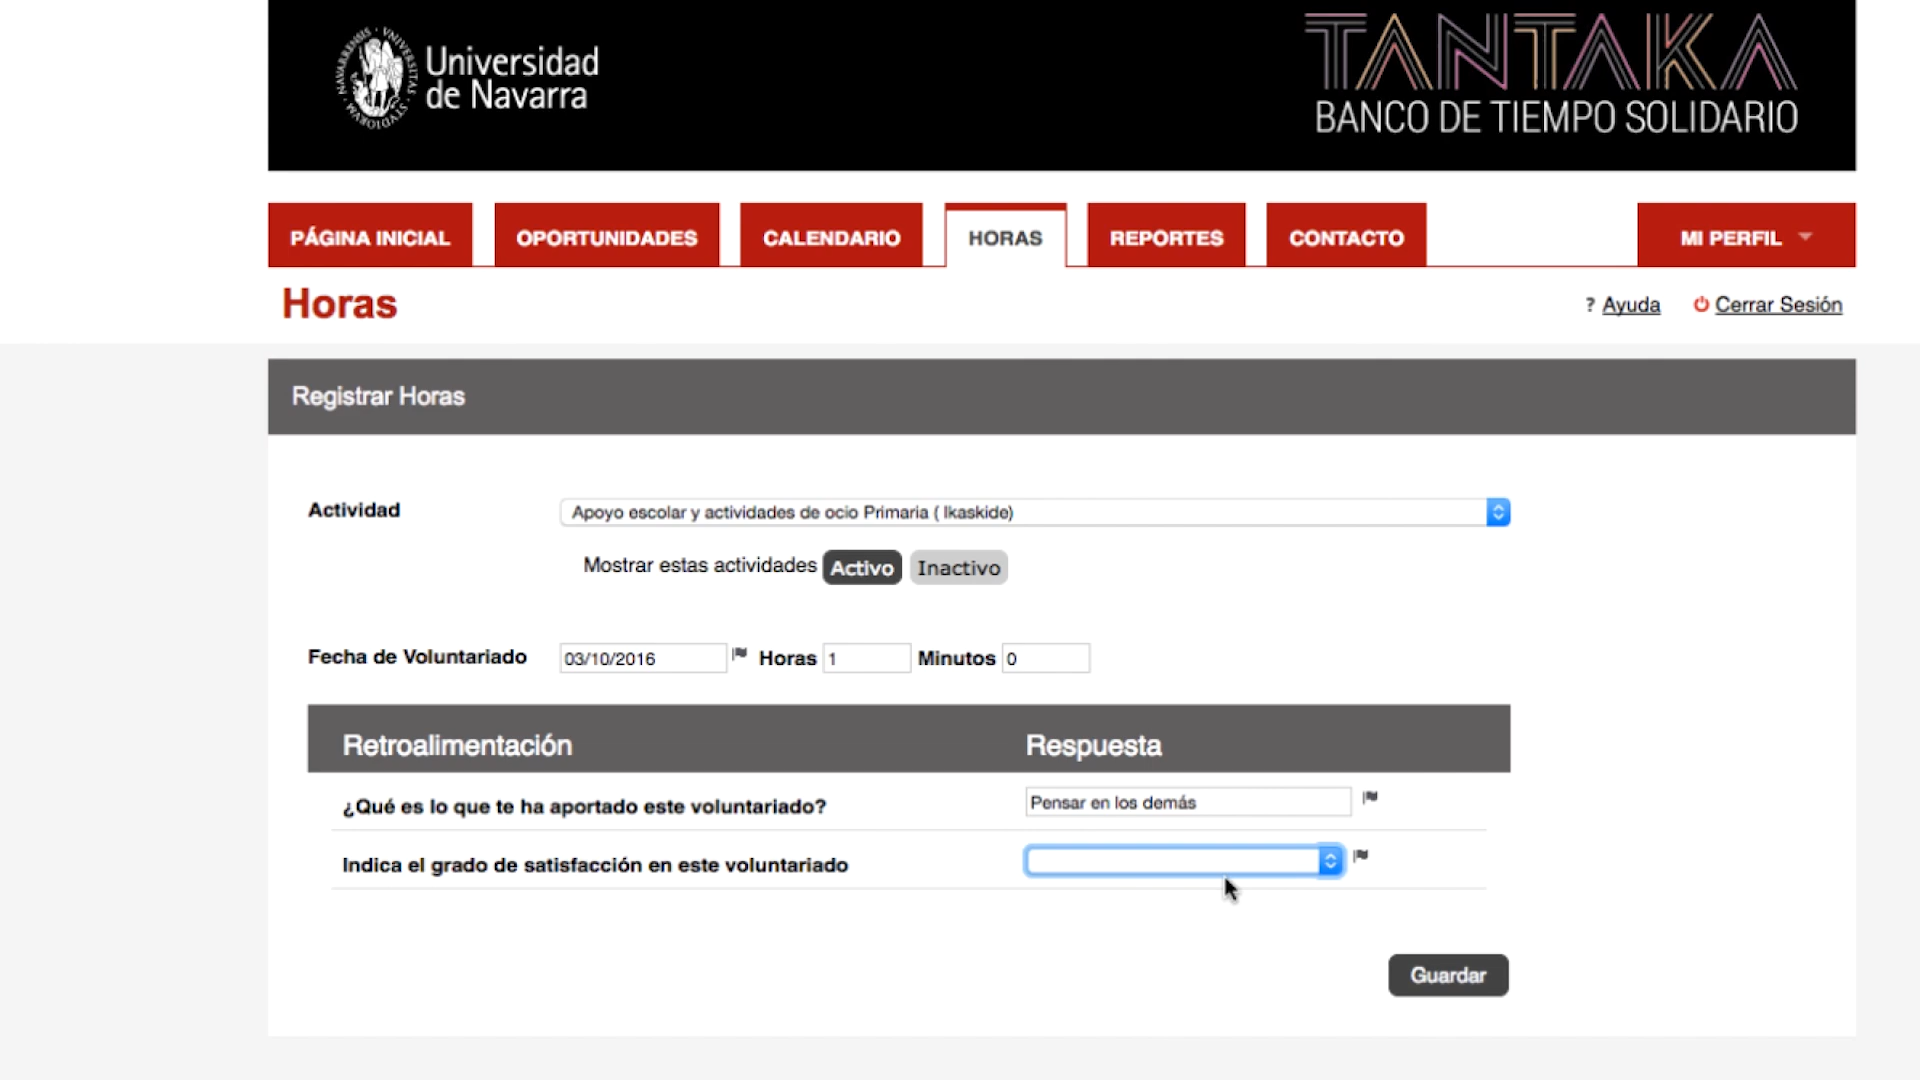 Universidad
de Navarra
NAVARRENSIS · VNIVERSITAS · STVDIORVM
TANTAKA
BANCO DE TIEMPO SOLIDARIO
PÁGINA INICIAL OPORTUNIDADES CALENDARIO HORAS REPORTES CONTACTO MI PERFIL
Horas
? Ayuda Cerrar Sesión
Registrar Horas
Actividad Apoyo escolar y actividades de ocio Primaria ( Ikaskide)
Mostrar estas actividades Activo Inactivo
Fecha de Voluntariado 03/10/2016 Horas 1 Minutos 0
Retroalimentación Respuesta
¿Qué es lo que te ha aportado este voluntariado? Pensar en los demás
Indica el grado de satisfacción en este voluntariado
Guardar